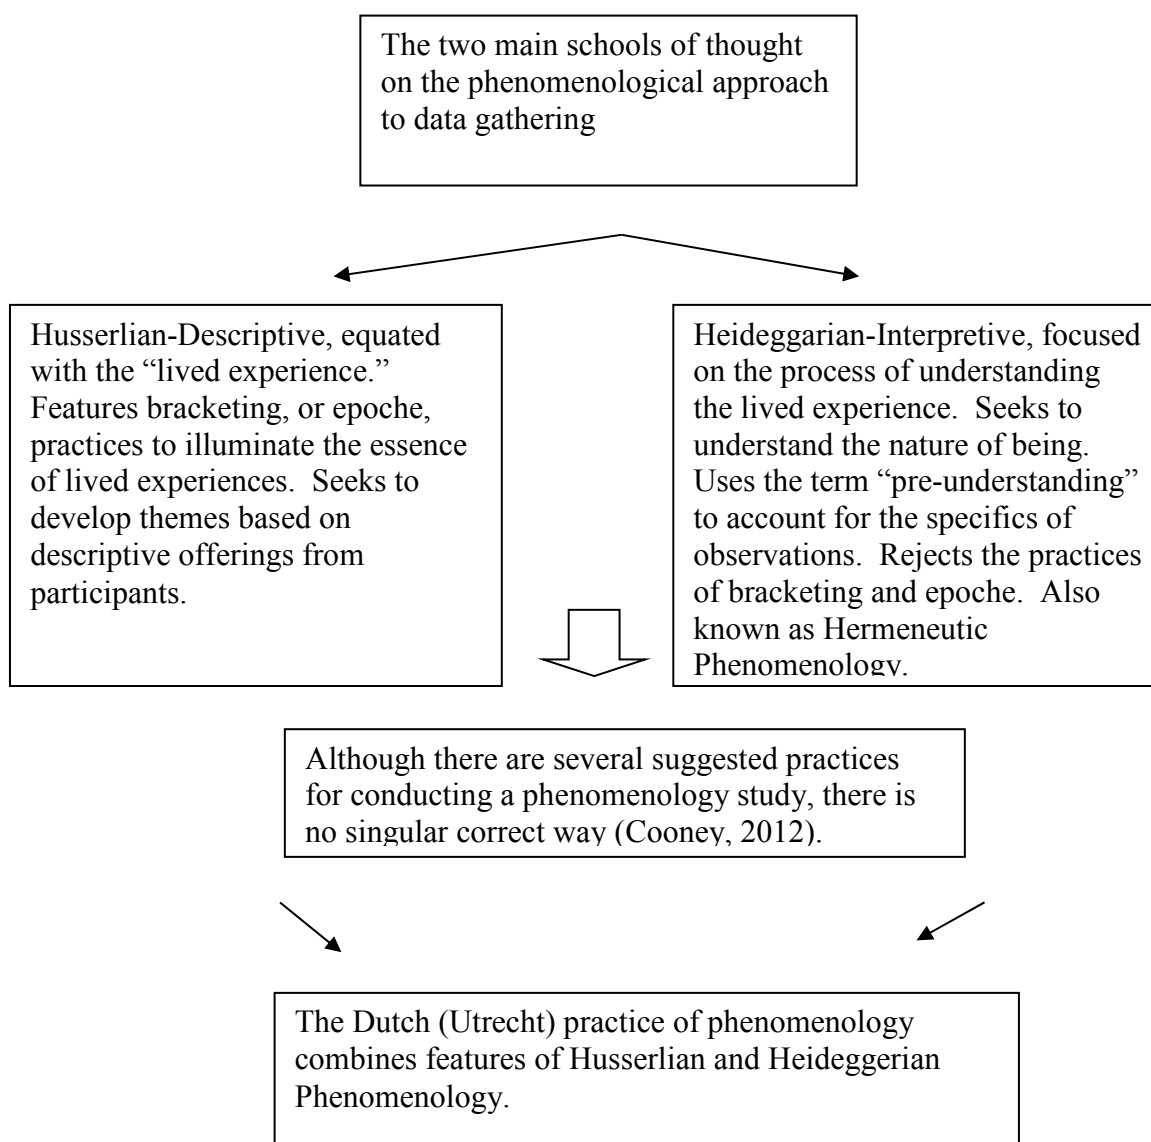 The two main schools of thought
on the phenomenological approach
to data gathering
Husserlian-Descriptive, equated
with the “lived experience.”
Features bracketing, or epoche,
practices to illuminate the essence
of lived experiences.  Seeks to
develop themes based on
descriptive offerings from
participants.
Heideggarian-Interpretive, focused
on the process of understanding
the lived experience.  Seeks to
understand the nature of being.
Uses the term “pre-understanding”
to account for the specifics of
observations.  Rejects the practices
of bracketing and epoche.  Also
known as Hermeneutic
Phenomenology.
Although there are several suggested practices
for conducting a phenomenology study, there is
no singular correct way (Cooney, 2012).
The Dutch (Utrecht) practice of phenomenology
combines features of Husserlian and Heideggerian
Phenomenology.